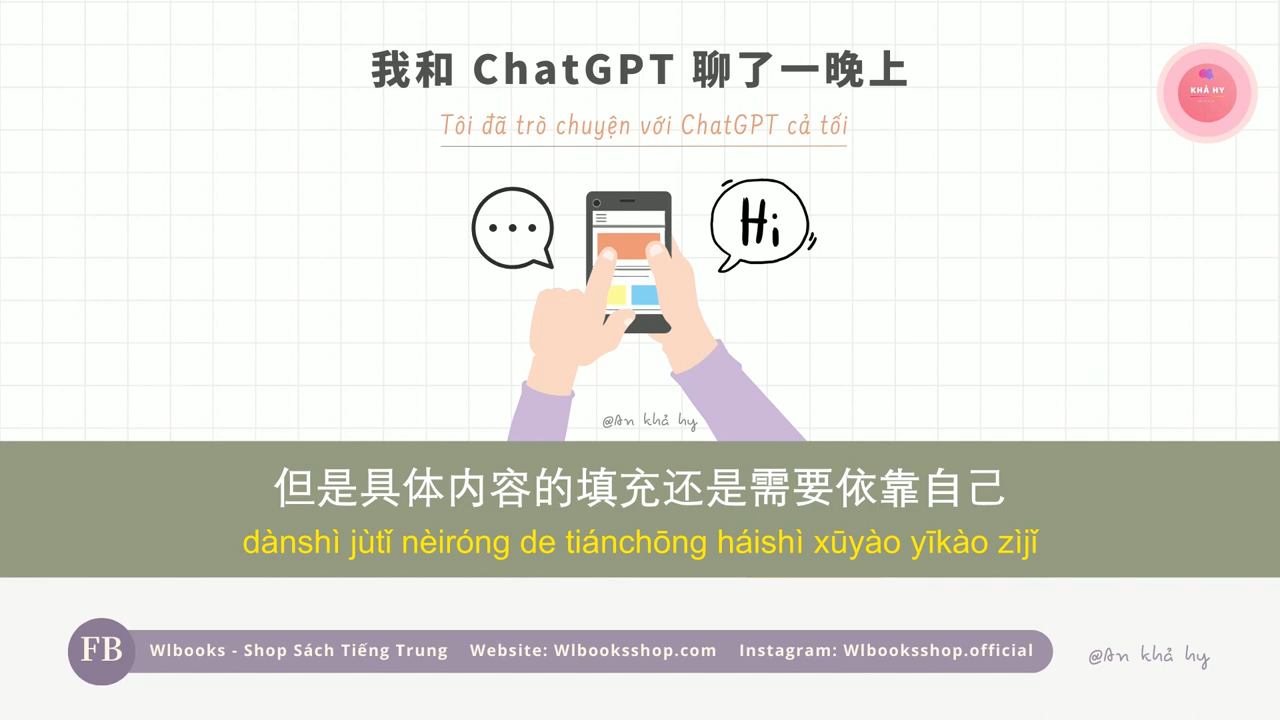 我和 ChatGPT 聊了一晚上
Tôi đã trò chuyện với ChatGPT cả tối
KHẢ HY
Hi
@An khả hy
但是具体内容的填充还是需要依靠自己
dànshì jùtǐ nèiróng de tiánchōng háishì xūyào yīkào zìjǐ
FB Wlbooks - Shop Sách Tiếng Trung Website: Wlbooksshop.com Instagram: Wlbooksshop.official
@An khả hy